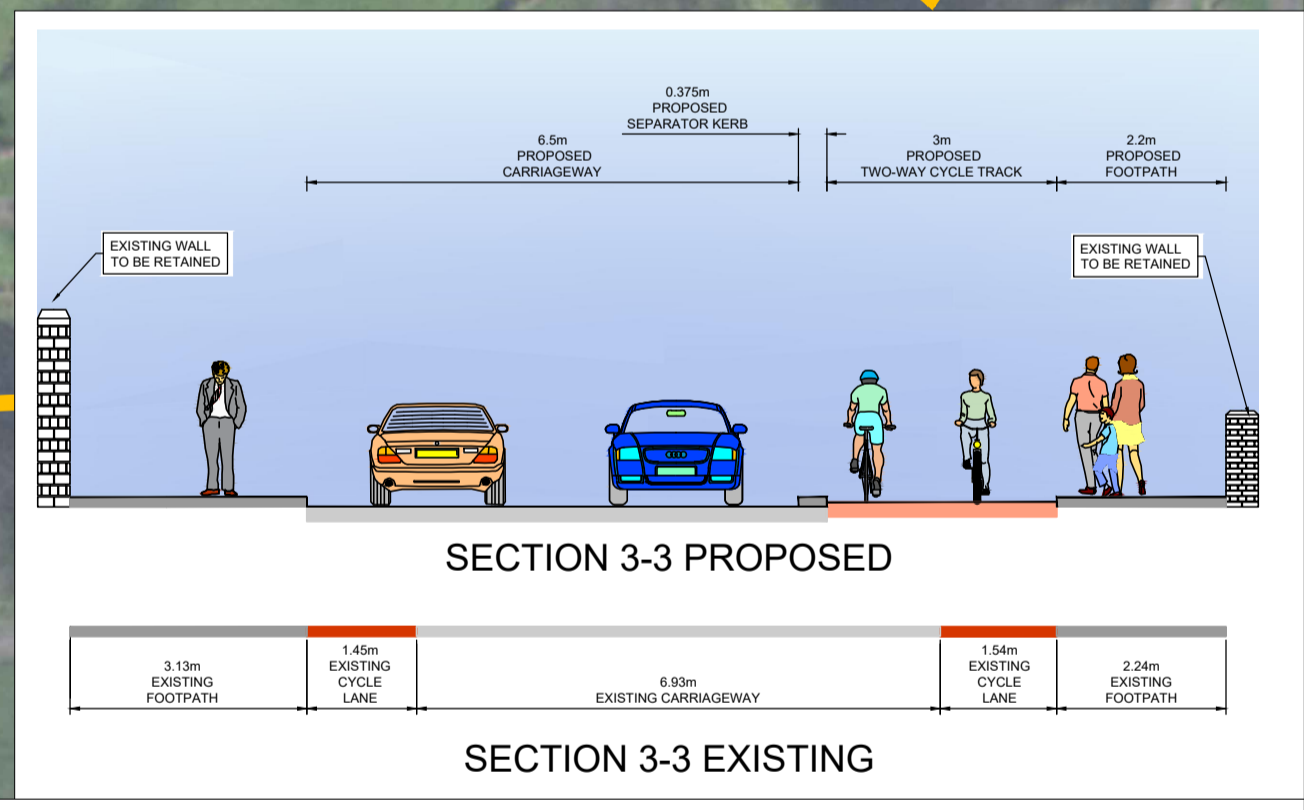 0.375m
PROPOSED
SEPARATOR KERB
6.5m
PROPOSED
CARRIAGEWAY
3m
PROPOSED
TWO-WAY CYCLE TRACK
2.2m
PROPOSED
FOOTPATH
EXISTING WALL
TO BE RETAINED
EXISTING WALL
TO BE RETAINED
SECTION 3-3 PROPOSED
3.13m
EXISTING
FOOTPATH
1.45m
EXISTING
CYCLE
LANE
6.93m
EXISTING CARRIAGEWAY
1.54m
EXISTING
CYCLE
LANE
2.24m
EXISTING
FOOTPATH
SECTION 3-3 EXISTING